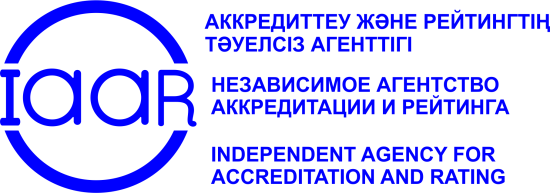 IAAR
АККРЕДИТТЕУ ЖӘНЕ РЕЙТИНГТІҢ
ТӘУЕЛСІЗ АГЕНТТІГІ
НЕЗАВИСИМОЕ АГЕНТСТВО
АККРЕДИТАЦИИ И РЕЙТИНГА
INDEPENDENT AGENCY FOR
ACCREDITATION AND RATING